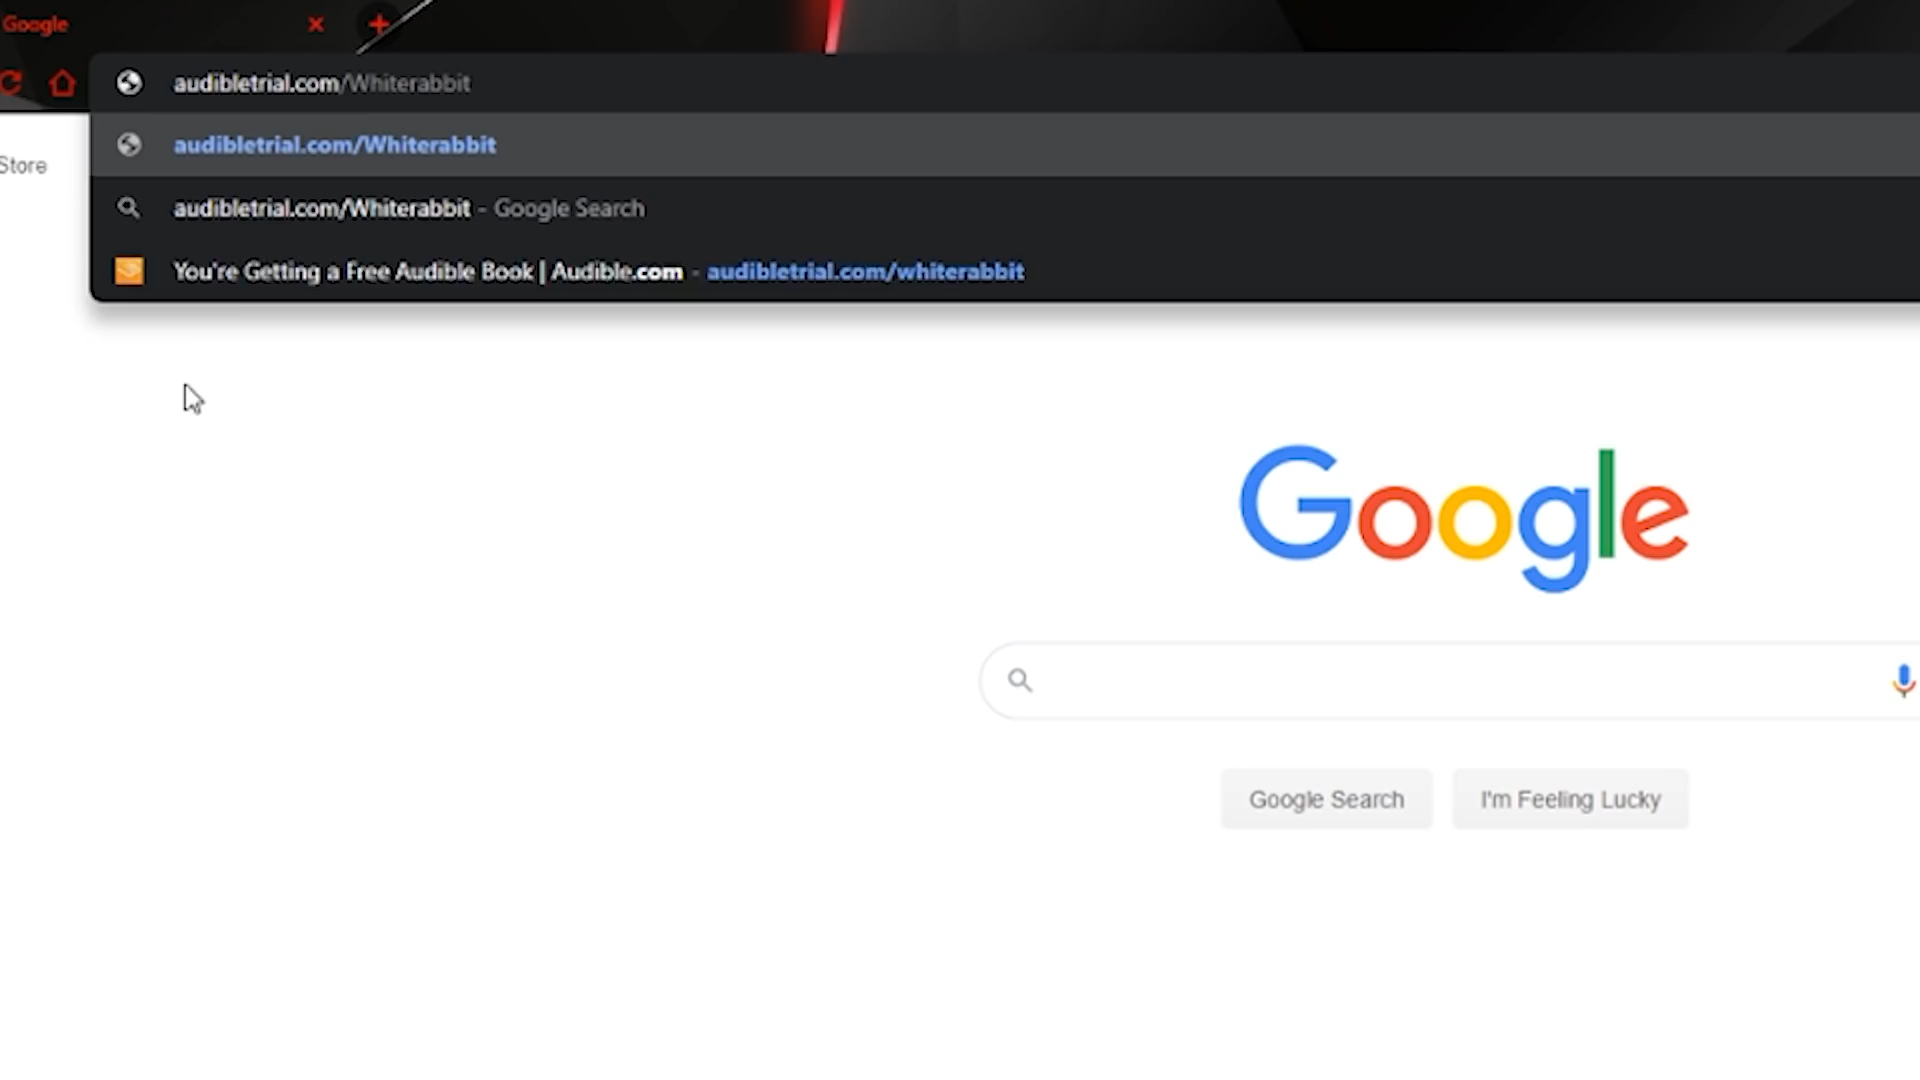 Google
audibletrial.com/Whiterabbit
audibletrial.com/Whiterabbit
Store
audibletrial.com/Whiterabbit - Google Search
You're Getting a Free Audible Book | Audible.com - audibletrial.com/whiterabbit
Google
Google Search
I'm Feeling Lucky